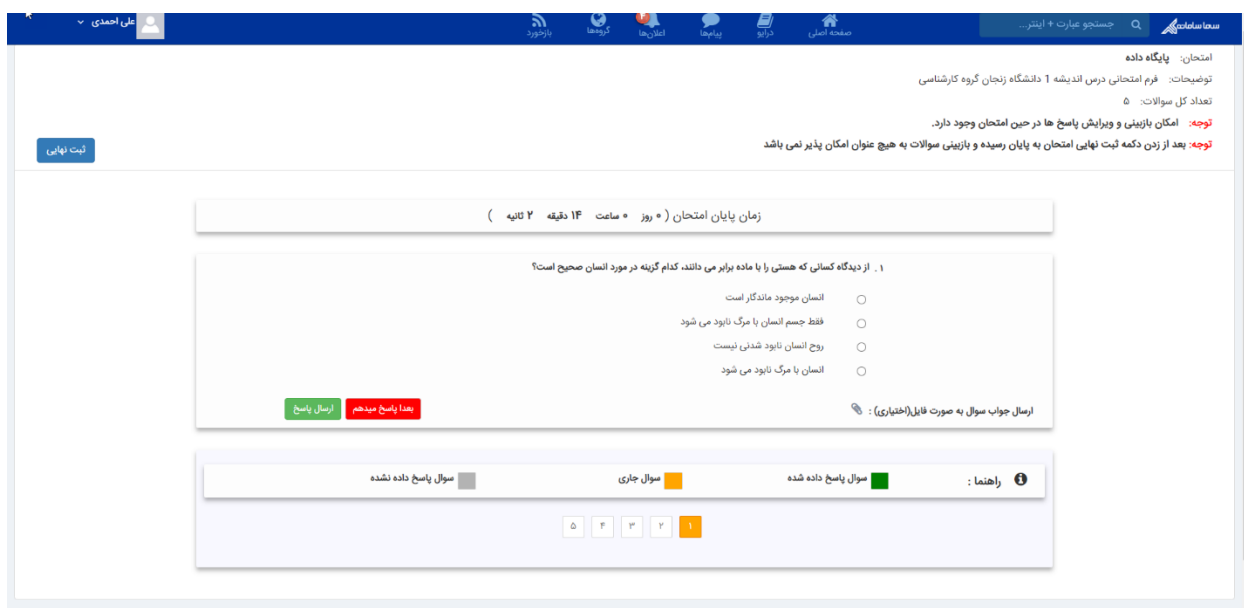 سما سامانه
جستجو عبارت + اینتر...
صفحه اصلی
درایو
پیام‌ها
۴
اعلان‌ها
گروه‌ها
بازخورد
علی احمدی
امتحان: پایگاه داده
توضیحات: فرم امتحانی درس اندیشه 1 دانشگاه زنجان گروه کارشناسی
تعداد کل سوالات: ۵
توجه: امکان بازبینی و ویرایش پاسخ ها در حین امتحان وجود دارد.
توجه: بعد از زدن دکمه ثبت نهایی امتحان به پایان رسیده و بازبینی سوالات به هیچ عنوان امکان پذیر نمی باشد
ثبت نهایی
زمان پایان امتحان ( ۰ روز ۰ ساعت ۱۴ دقیقه ۲ ثانیه )
۱ . از دیدگاه کسانی که هستی را با ماده برابر می دانند، کدام گزینه در مورد انسان صحیح است؟
انسان موجود ماندگار است
فقط جسم انسان با مرگ نابود می شود
روح انسان نابود شدنی نیست
انسان با مرگ نابود می شود
ارسال جواب سوال به صورت فایل(اختیاری) :
بعدا پاسخ میدهم
ارسال پاسخ
راهنما :
سوال پاسخ داده شده
سوال جاری
سوال پاسخ داده نشده
۱ ۲ ۳ ۴ ۵